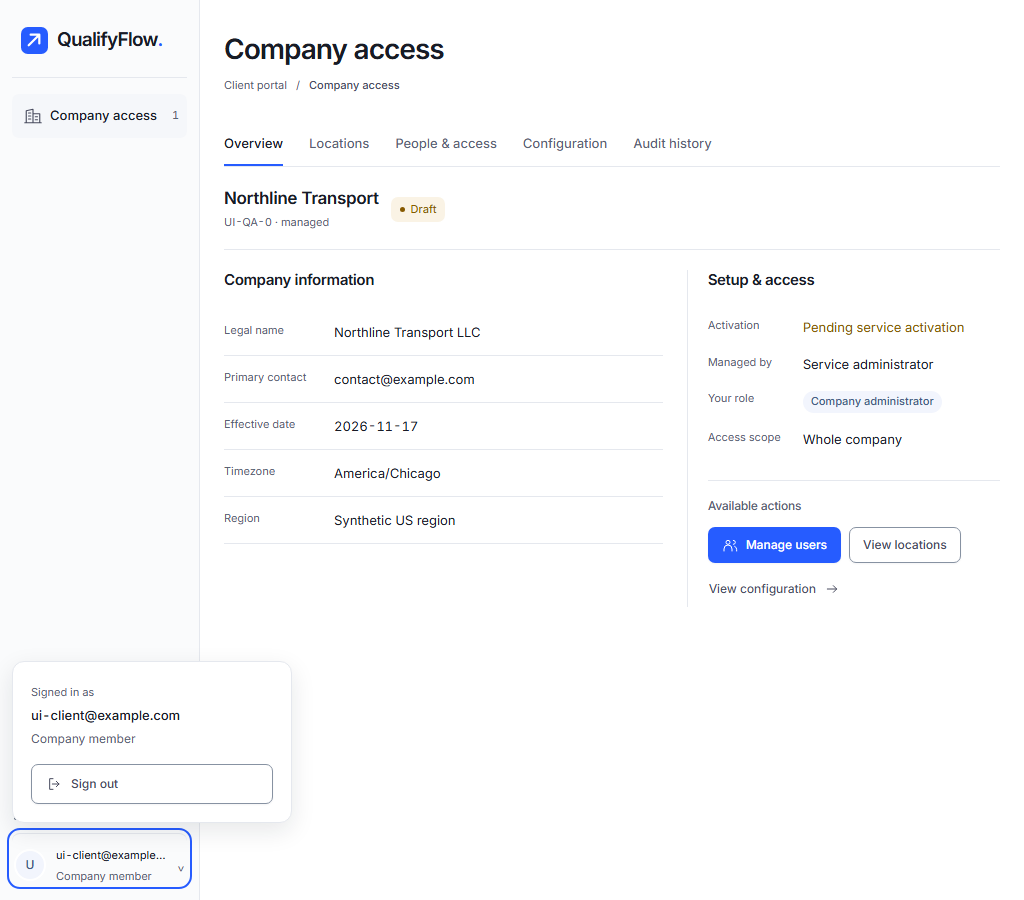 QualifyFlow.
Company access 1
Company access
Client portal / Company access
Overview Locations People & access Configuration Audit history
Northline Transport
Draft
UI-QA-0 · managed
Company information
Legal name Northline Transport LLC
Primary contact contact@example.com
Effective date 2026-11-17
Timezone America/Chicago
Region Synthetic US region
Setup & access
Activation Pending service activation
Managed by Service administrator
Your role Company administrator
Access scope Whole company
Available actions
Manage users View locations
View configuration →
Signed in as
ui-client@example.com
Company member
Sign out
U
ui-client@example...
Company member